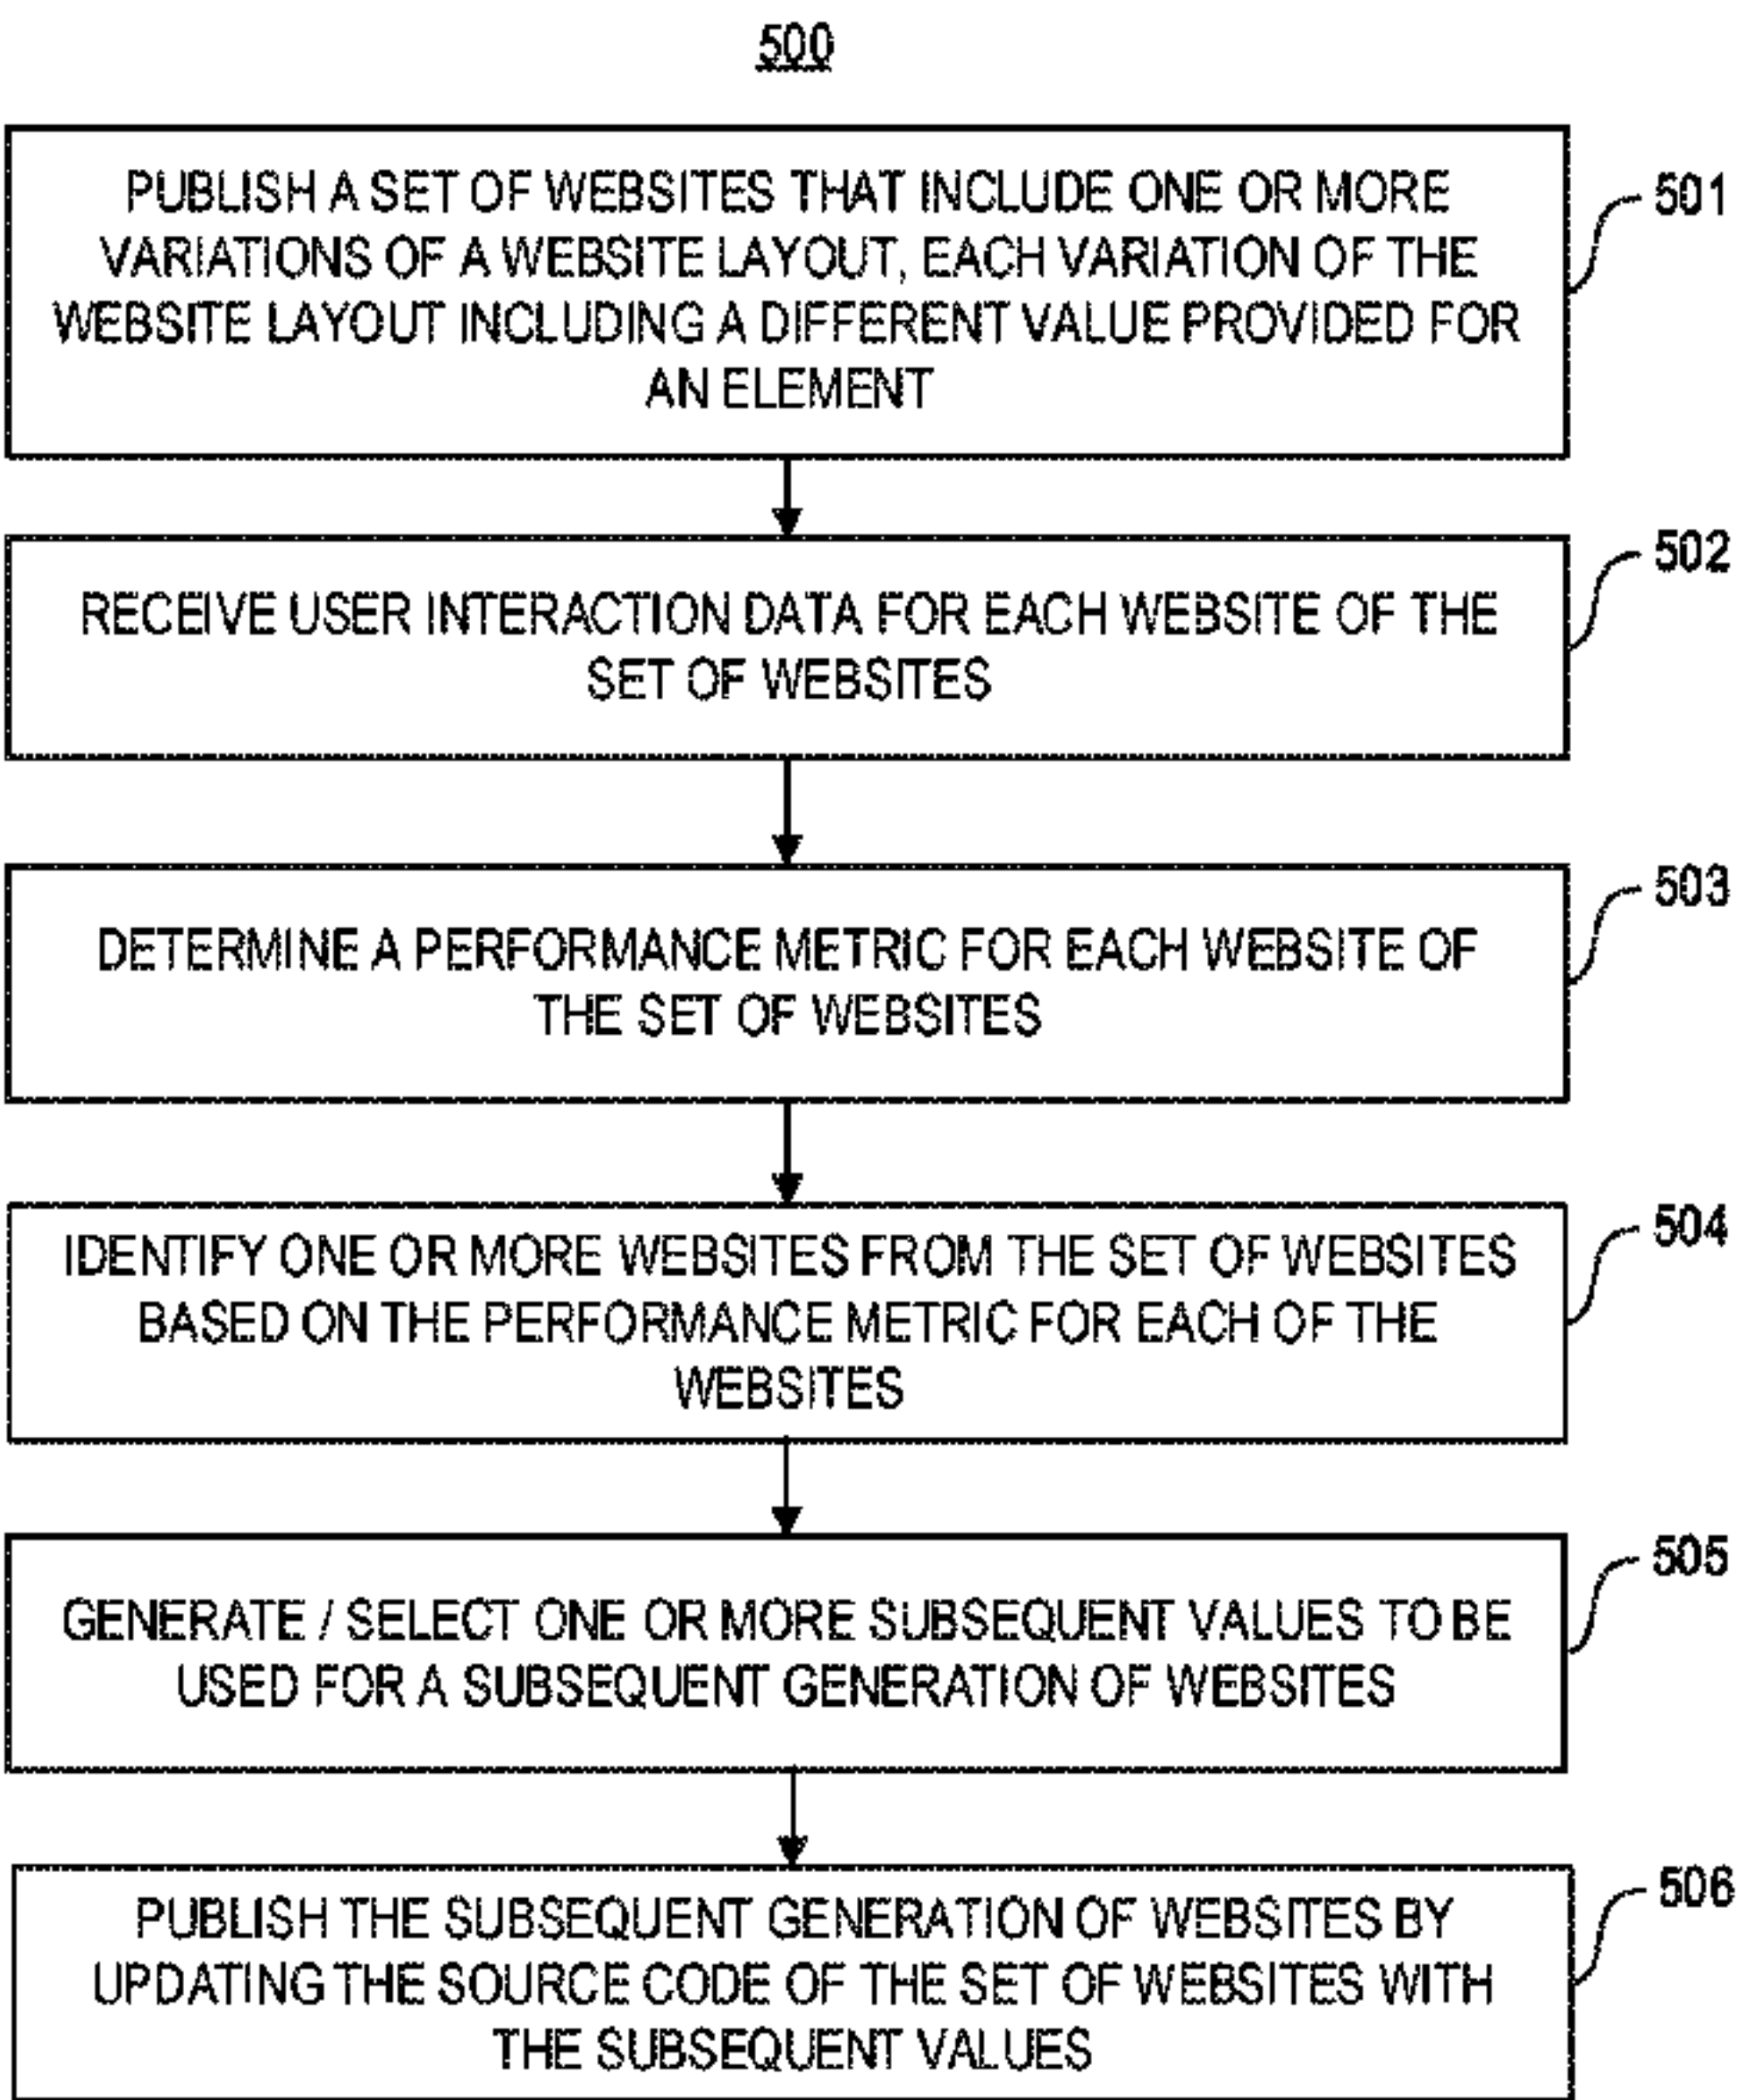 500
PUBLISH A SET OF WEBSITES THAT INCLUDE ONE OR MORE
VARIATIONS OF A WEBSITE LAYOUT, EACH VARIATION OF THE
WEBSITE LAYOUT INCLUDING A DIFFERENT VALUE PROVIDED FOR
AN ELEMENT
501
RECEIVE USER INTERACTION DATA FOR EACH WEBSITE OF THE
SET OF WEBSITES
502
DETERMINE A PERFORMANCE METRIC FOR EACH WEBSITE OF
THE SET OF WEBSITES
503
IDENTIFY ONE OR MORE WEBSITES FROM THE SET OF WEBSITES
BASED ON THE PERFORMANCE METRIC FOR EACH OF THE
WEBSITES
504
GENERATE / SELECT ONE OR MORE SUBSEQUENT VALUES TO BE
USED FOR A SUBSEQUENT GENERATION OF WEBSITES
505
PUBLISH THE SUBSEQUENT GENERATION OF WEBSITES BY
UPDATING THE SOURCE CODE OF THE SET OF WEBSITES WITH
THE SUBSEQUENT VALUES
506